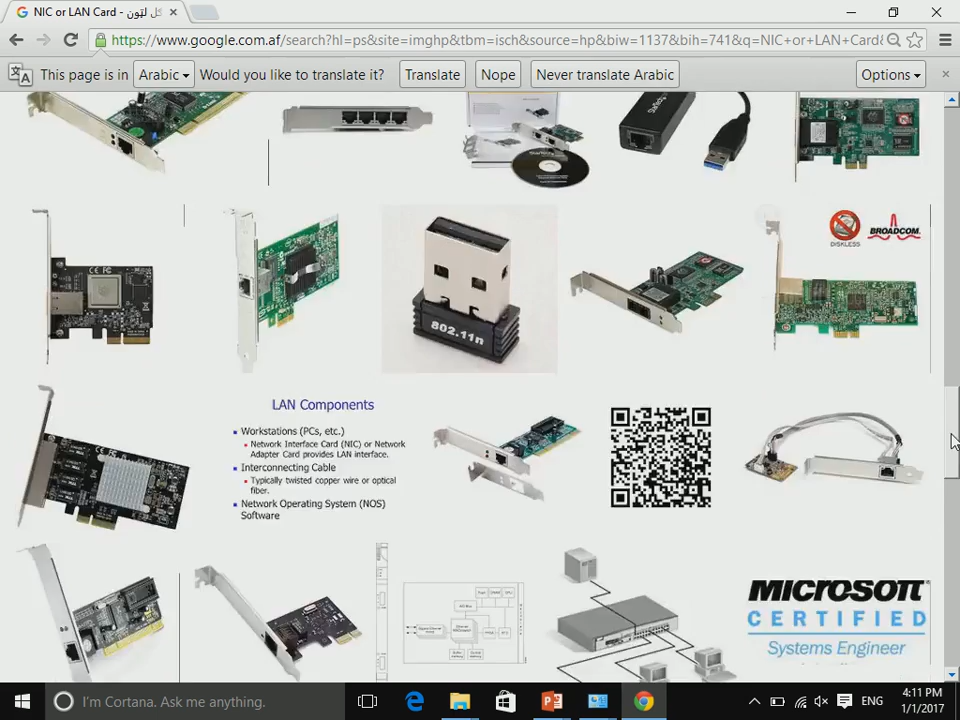 NIC or LAN Card - ګل لټون
https://www.google.com.af/search?hl=ps&site=imghp&tbm=isch&source=hp&biw=1137&bih=741&q=NIC+or+LAN+Card&
This page is in Arabic Would you like to translate it? Translate Nope Never translate Arabic Options
802.11n
DISKLESS
BROADCOM
LAN Components
Workstations (PCs, etc.)
Network Interface Card (NIC) or Network
Adapter Card provides LAN interface.
Interconnecting Cable
Typically twisted copper wire or optical
fiber.
Network Operating System (NOS)
Software
MICROSOFT
CERTIFIED
Systems Engineer
I'm Cortana. Ask me anything.
ENG
4:11 PM
1/1/2017